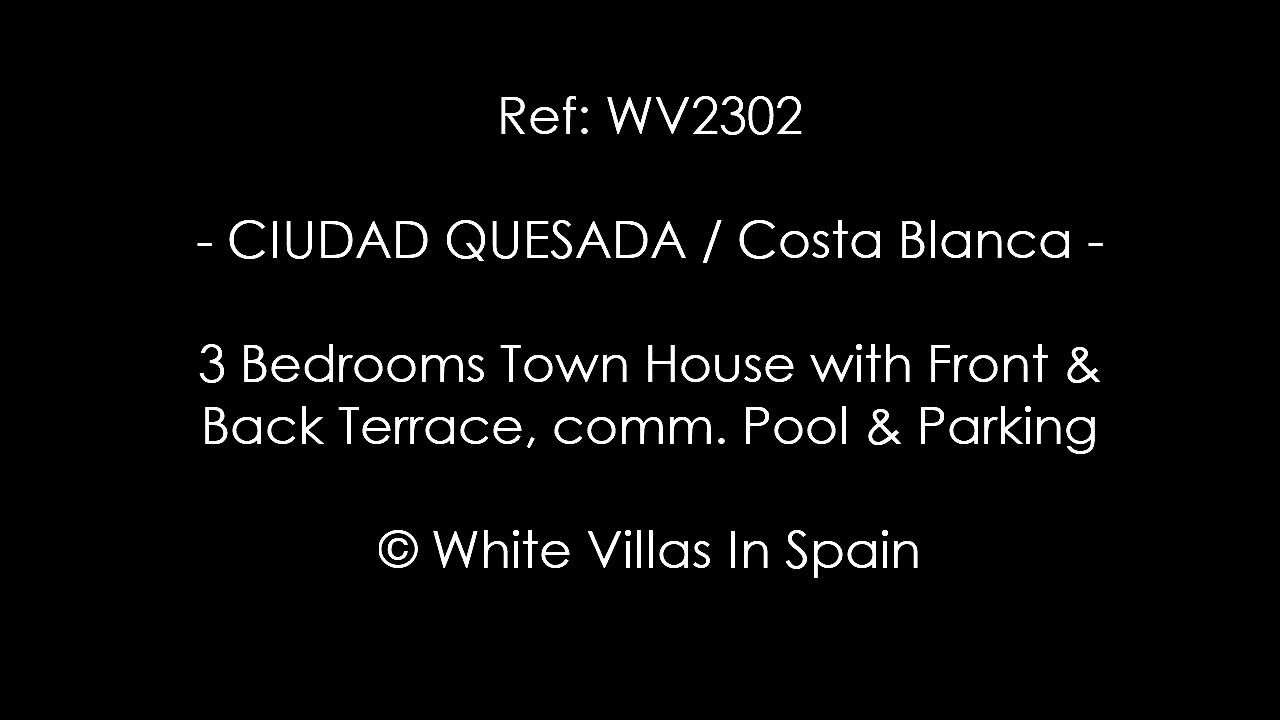 Ref: WV2302
- CIUDAD QUESADA / Costa Blanca -
3 Bedrooms Town House with Front &
Back Terrace, comm. Pool & Parking
© White Villas In Spain